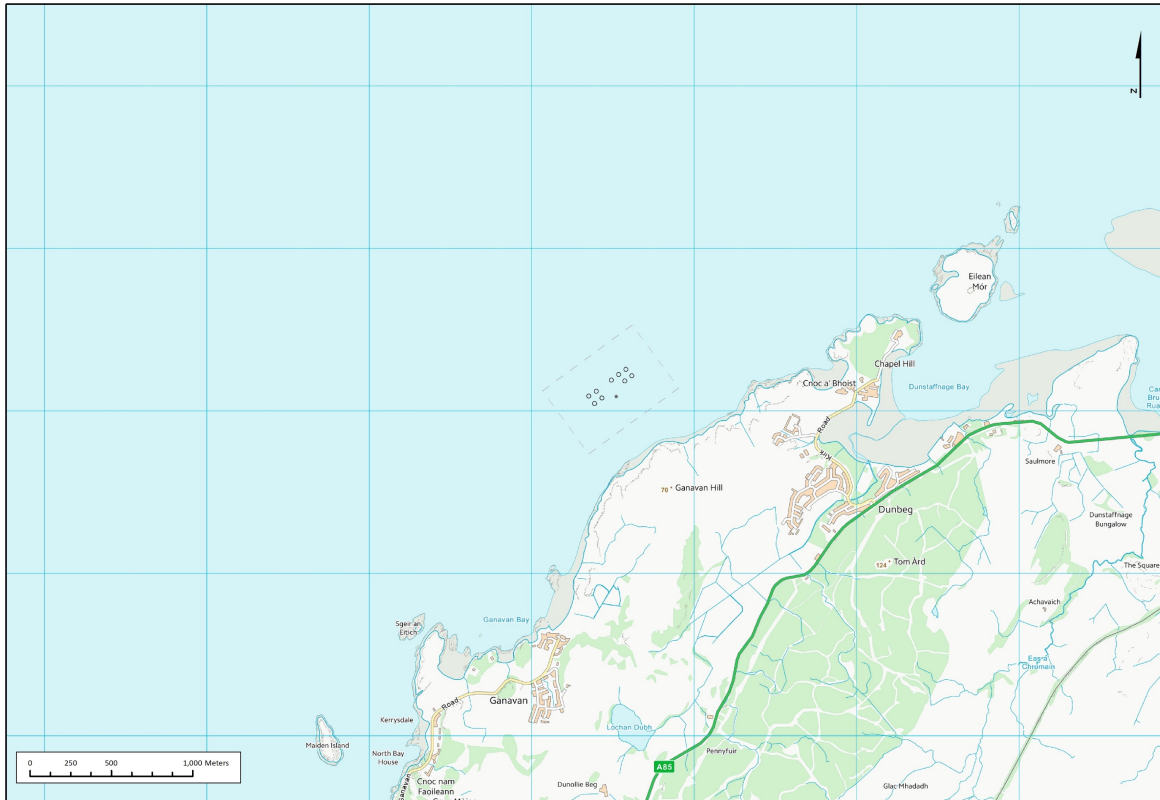 N
Eilean
Mór
Chapel Hill
Cnoc a' Bhoist
Dunstaffnage Bay
Road
Kirk
Saulmore
70
Ganavan Hill
Dunbeg
Dunstaffnage
Bungalow
124
Tom Àrd
The Square
Achavaich
Ganavan Bay
Sgeir an
Eitich
Eas a
Chromain
Road
Ganavan
Kerrysdale
Lochan Dubh
Maiden Island
North Bay
House
Pennyfuir
A85
0 250 500 1,000 Meters
Cnoc nam
Faoileann
Ganavan
Dunollie Beg
Glac Mhadadh